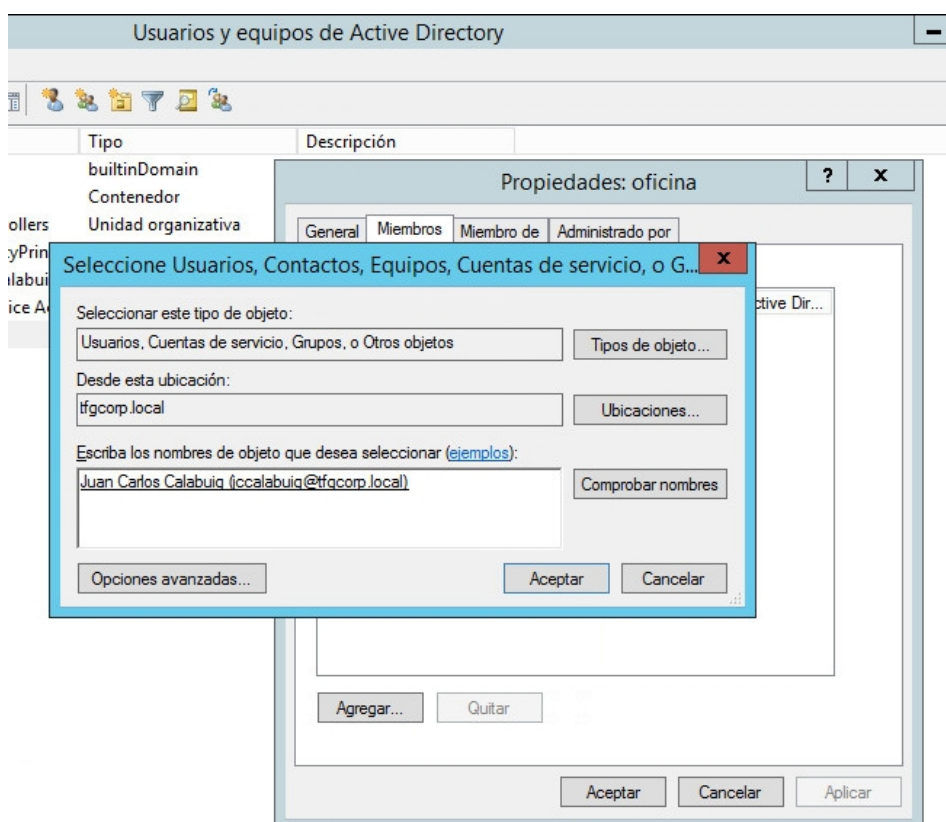 Usuarios y equipos de Active Directory
Tipo Descripción
builtinDomain
Contenedor
ollers Unidad organizativa
Propiedades: oficina ? x
General Miembros Miembro de Administrado por
Seleccione Usuarios, Contactos, Equipos, Cuentas de servicio, o G... x
Seleccionar este tipo de objeto:
Usuarios, Cuentas de servicio, Grupos, o Otros objetos Tipos de objeto...
Desde esta ubicación:
tfgcorp.local Ubicaciones...
Escriba los nombres de objeto que desea seleccionar (ejemplos):
Juan Carlos Calabuig (jccalabuig@tfgcorp.local) Comprobar nombres
Opciones avanzadas... Aceptar Cancelar
yPrin
labui
ice A
ctive Dir...
Agregar... Quitar
Aceptar Cancelar Aplicar